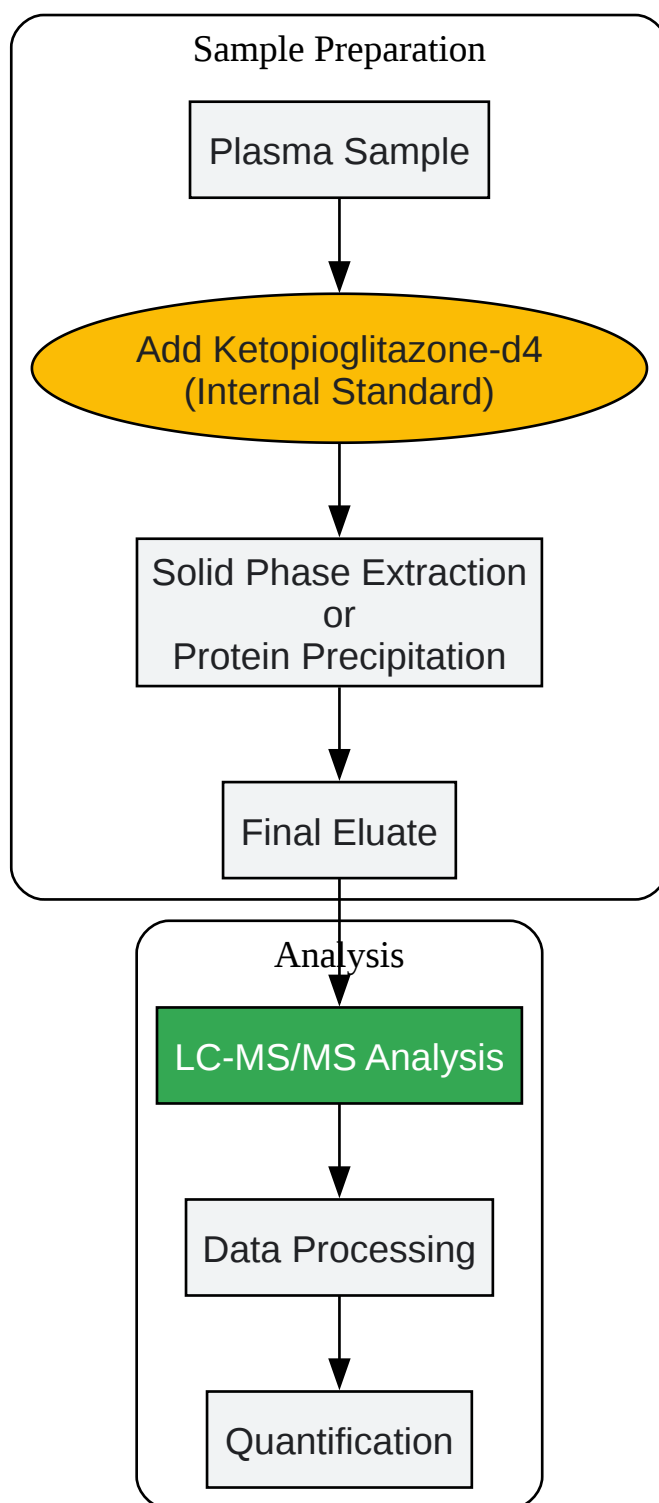 Sample Preparation
Plasma Sample
Add Ketopioglitazone-d4
(Internal Standard)
Solid Phase Extraction
or
Protein Precipitation
Final Eluate
Analysis
LC-MS/MS Analysis
Data Processing
Quantification